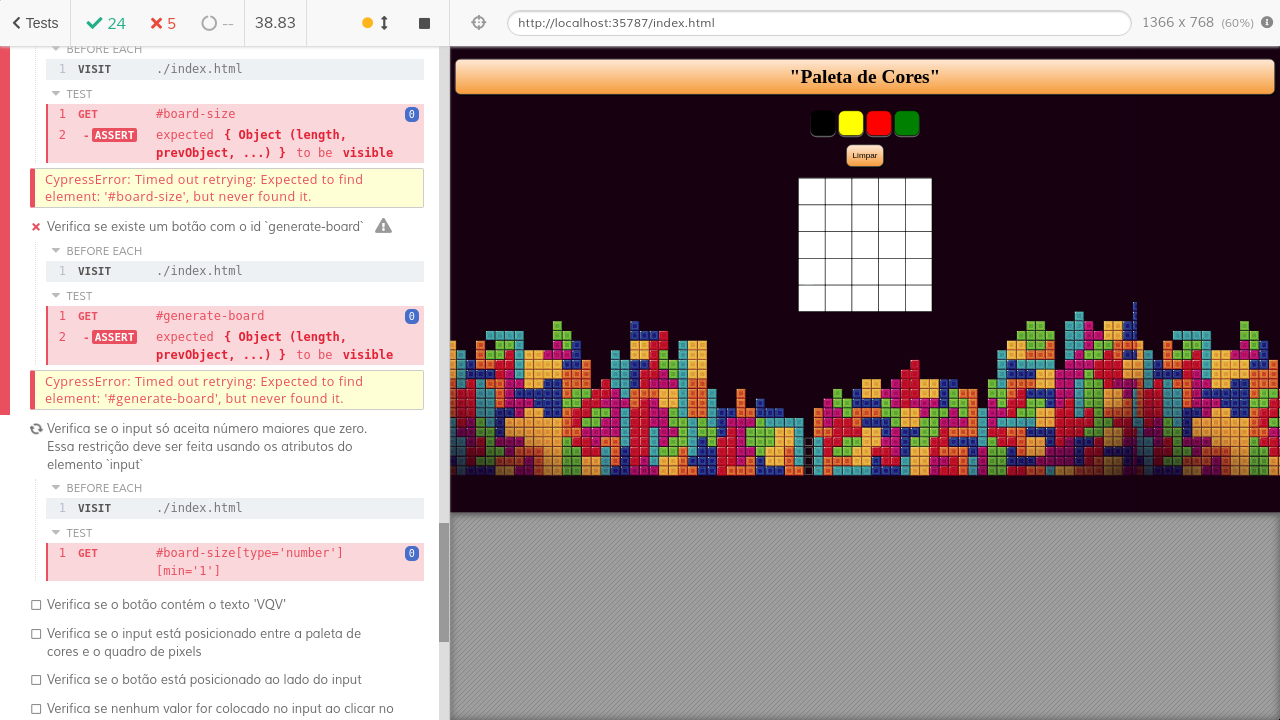 Tests
24
5
--
38.83
http://localhost:35787/index.html
1366 x 768 (60%)
BEFORE EACH
1 VISIT ./index.html
TEST
1 GET #board-size 0
2 -ASSERT expected { Object (length,
prevObject, ...) } to be visible
CypressError: Timed out retrying: Expected to find
element: '#board-size', but never found it.
Verifica se existe um botão com o id `generate-board`
BEFORE EACH
1 VISIT ./index.html
TEST
1 GET #generate-board 0
2 -ASSERT expected { Object (length,
prevObject, ...) } to be visible
CypressError: Timed out retrying: Expected to find
element: '#generate-board', but never found it.
Verifica se o input só aceita número maiores que zero.
Essa restrição deve ser feita usando os atributos do
elemento `input`
BEFORE EACH
1 VISIT ./index.html
TEST
1 GET #board-size[type='number']
[min='1'] 0
Verifica se o botão contém o texto 'VQV'
Verifica se o input está posicionado entre a paleta de
cores e o quadro de pixels
Verifica se o botão está posicionado ao lado do input
Verifica se nenhum valor for colocado no input ao clicar no
"Paleta de Cores"
Limpar